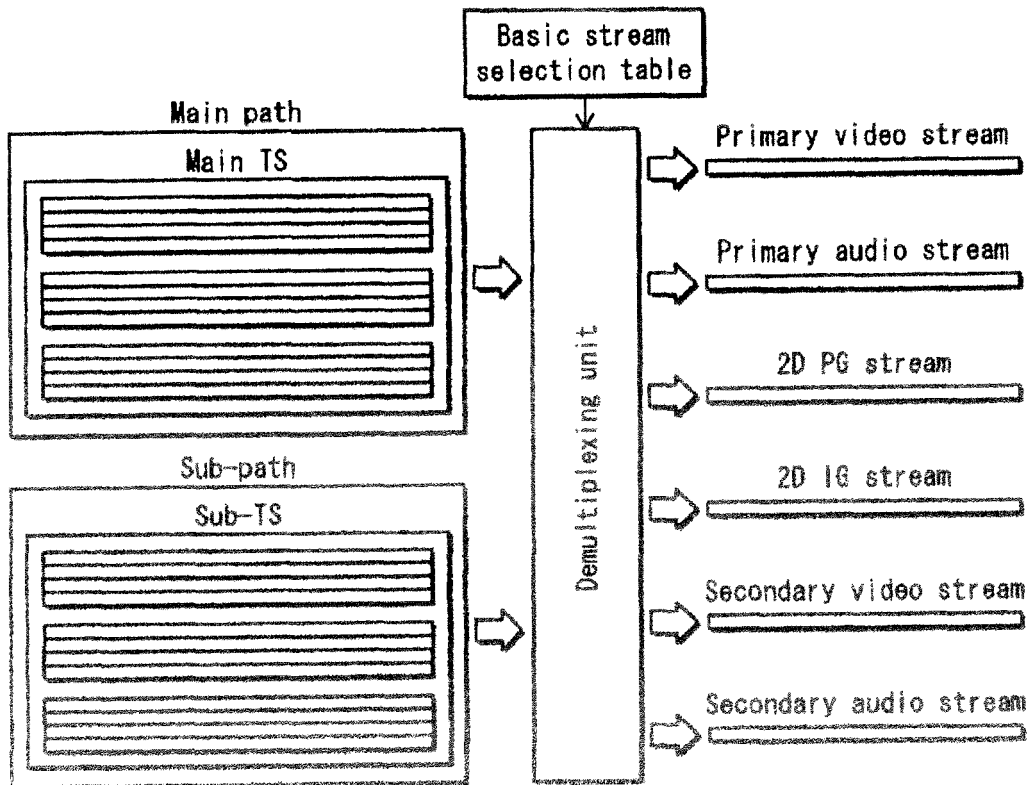 Basic stream
selection table
Main path
Main TS
Sub-path
Sub-TS
Demultiplexing unit
Primary video stream
Primary audio stream
2D PG stream
2D IG stream
Secondary video stream
Secondary audio stream